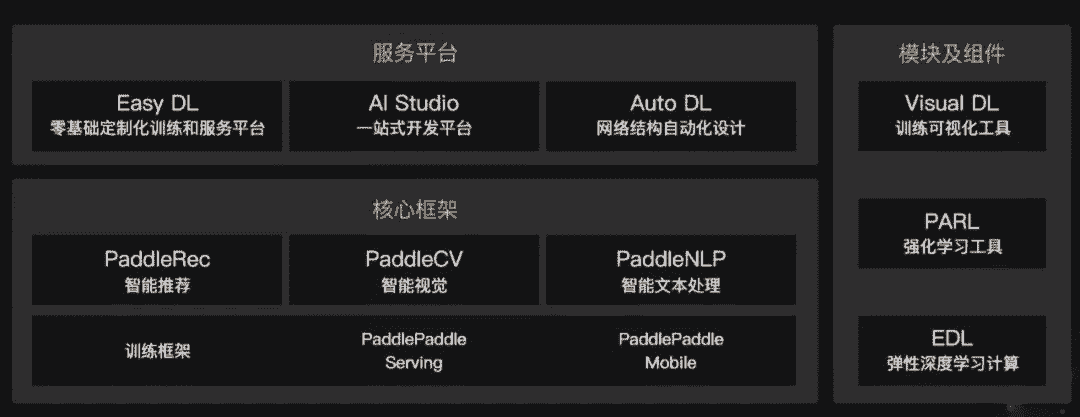 服务平台
Easy DL
零基础定制化训练和服务平台
AI Studio
一站式开发平台
Auto DL
网络结构自动化设计
核心框架
PaddleRec
智能推荐
PaddleCV
智能视觉
PaddleNLP
智能文本处理
训练框架
PaddlePaddle
Serving
PaddlePaddle
Mobile
模块及组件
Visual DL
训练可视化工具
PARL
强化学习工具
EDL
弹性深度学习计算